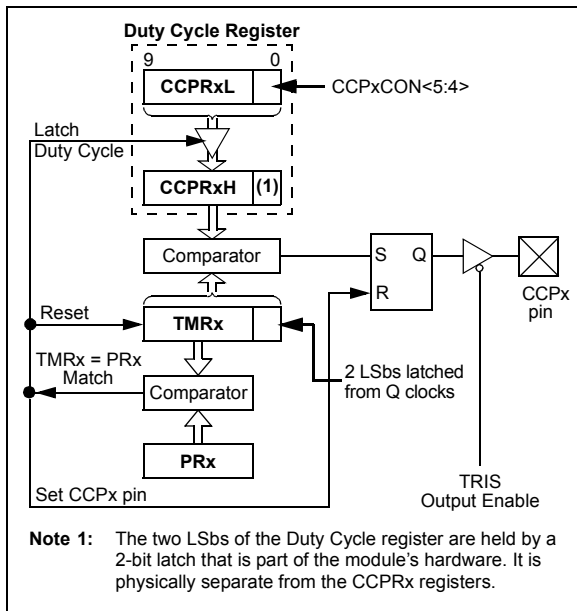 Duty Cycle Register
9 0
CCPRxL
CCPxCON<5:4>
Latch
Duty Cycle
CCPRxH (1)
Comparator
S Q
R
CCPx
pin
Reset
TMRx
TMRx = PRx
Match
2 LSbs latched
from Q clocks
Comparator
PRx
Set CCPx pin
TRIS
Output Enable
Note 1: The two LSbs of the Duty Cycle register are held by a
2-bit latch that is part of the module's hardware. It is
physically separate from the CCPRx registers.